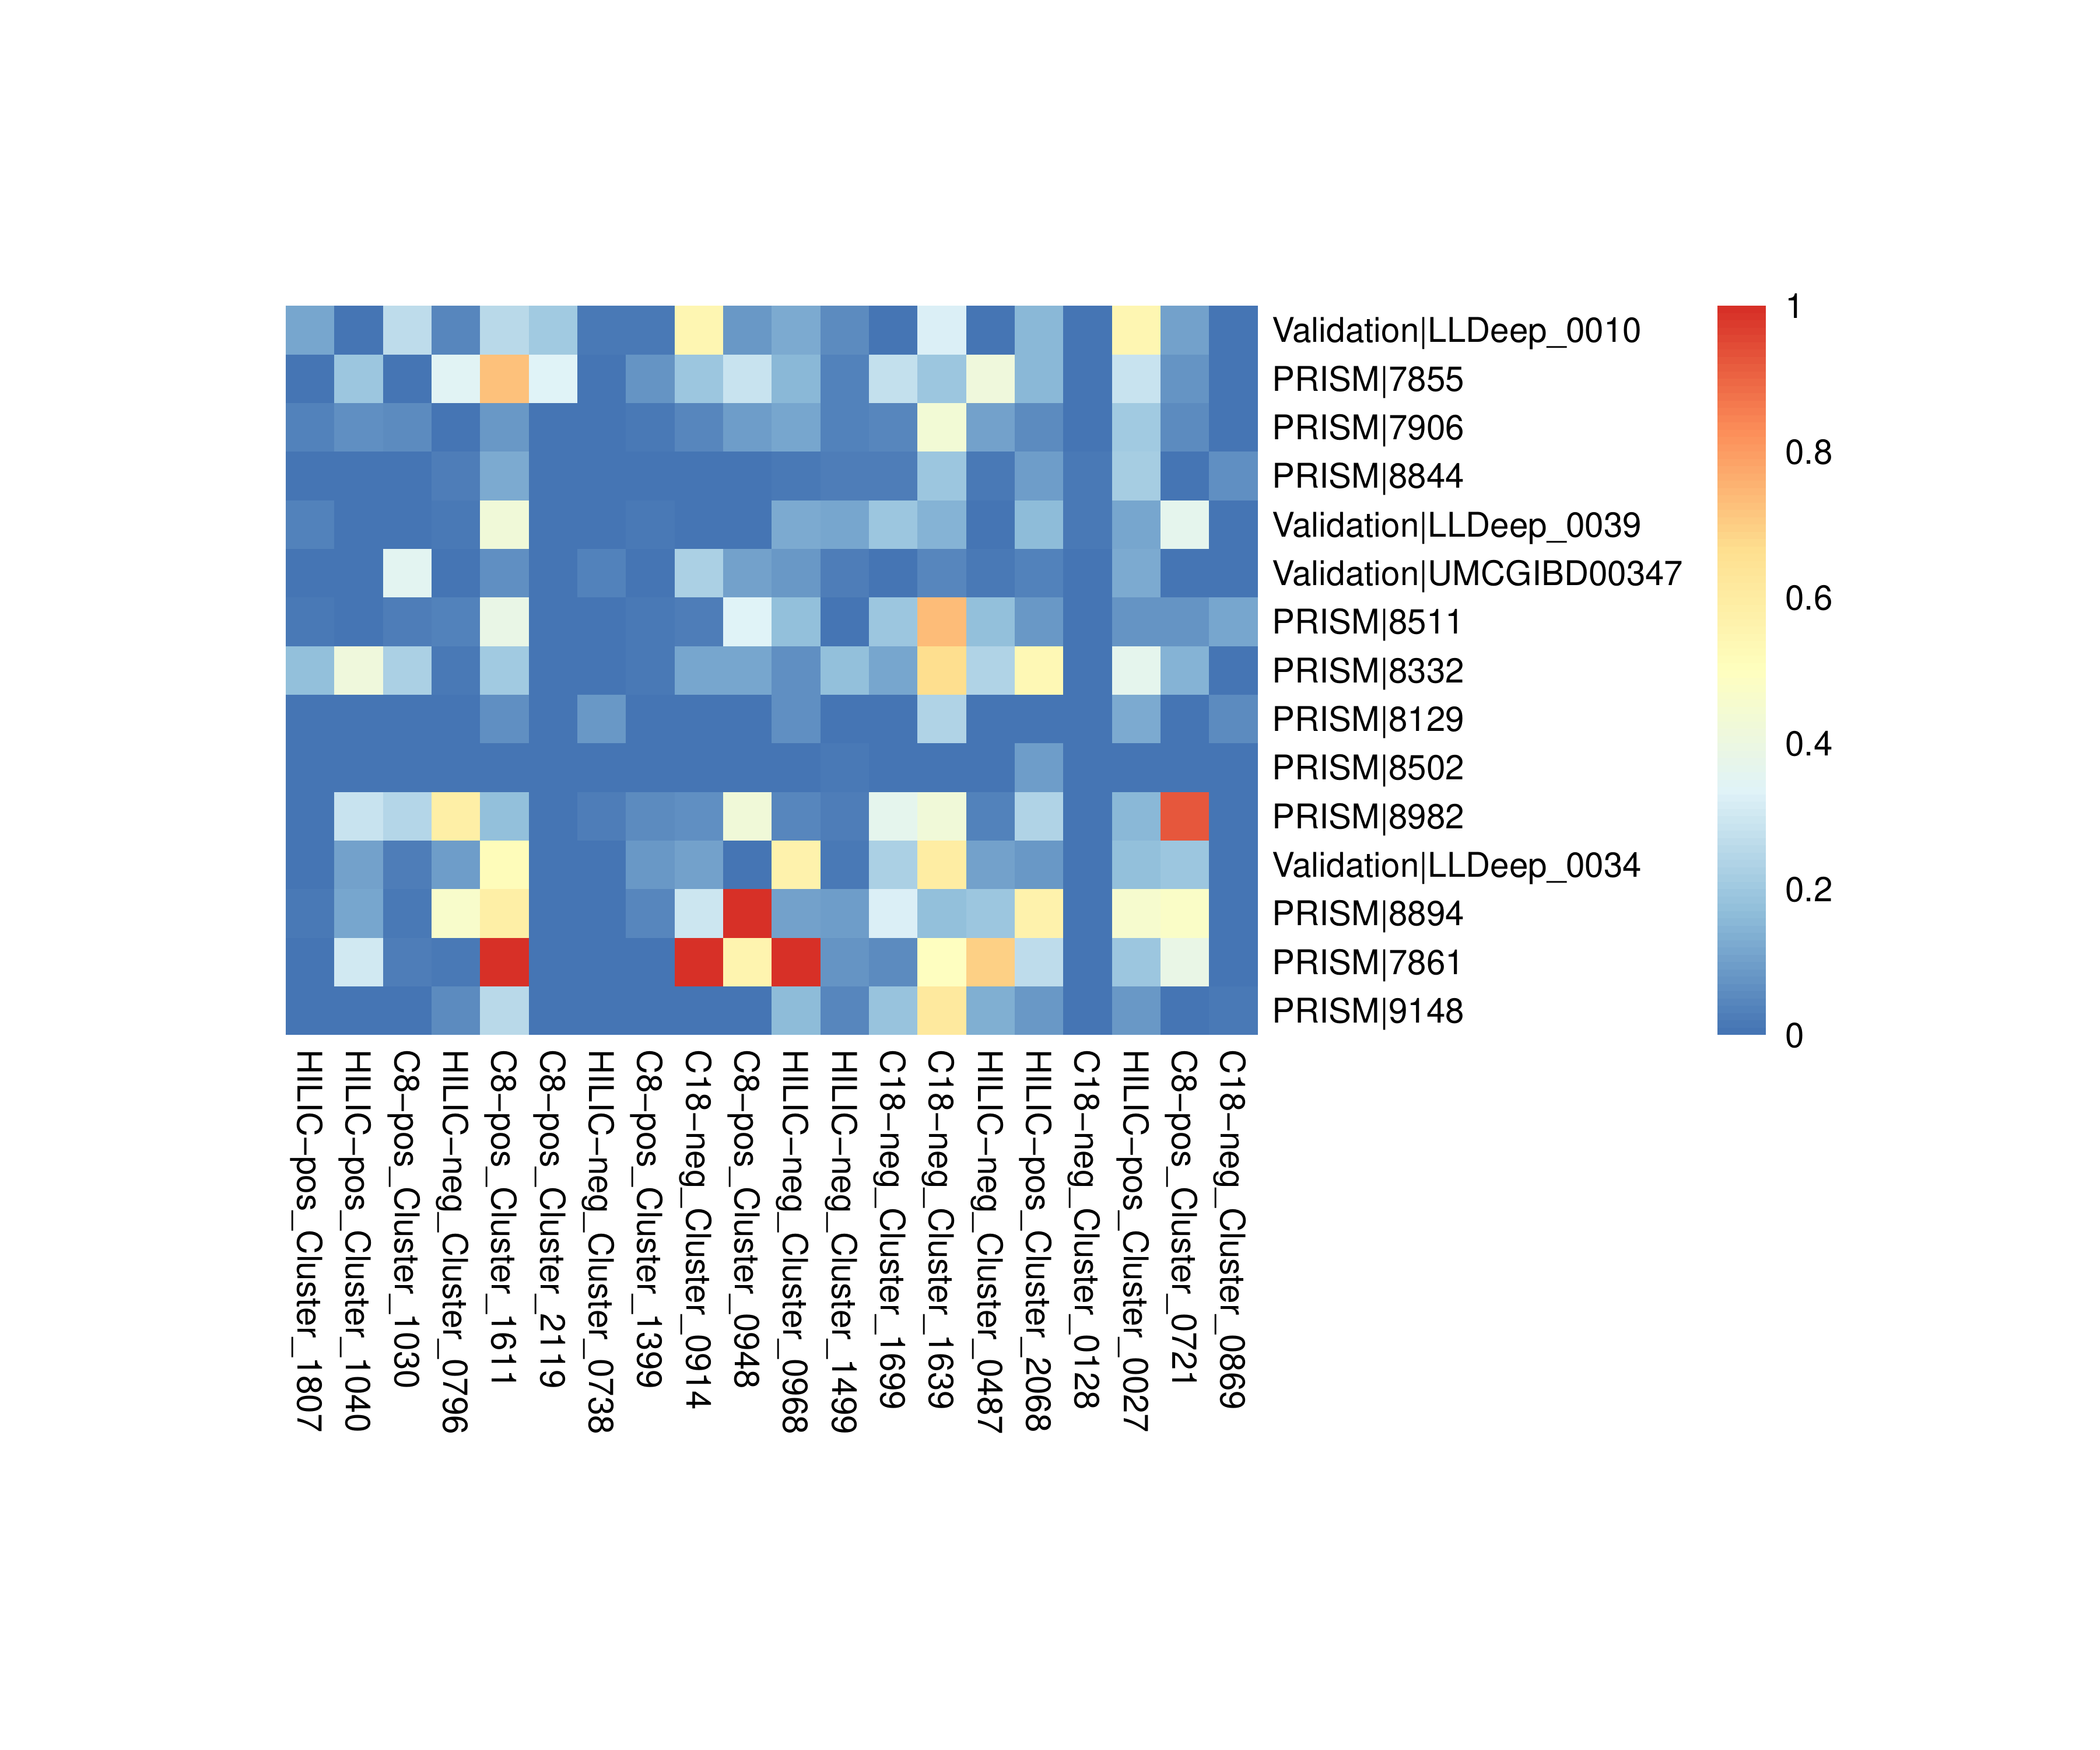 Validation|LLDeep_0010
PRISM|7855
PRISM|7906
PRISM|8844
Validation|LLDeep_0039
Validation|UMCGIBD00347
PRISM|8511
PRISM|8332
PRISM|8129
PRISM|8502
PRISM|8982
Validation|LLDeep_0034
PRISM|8894
PRISM|7861
PRISM|9148
1
0.8
0.6
0.4
0.2
0
HILIC−pos_Cluster_1807
HILIC−pos_Cluster_1040
C8−pos_Cluster_1030
HILIC−neg_Cluster_0796
C8−pos_Cluster_1611
C8−pos_Cluster_2119
HILIC−neg_Cluster_0738
C8−pos_Cluster_1399
C18−neg_Cluster_0914
C8−pos_Cluster_0948
HILIC−neg_Cluster_0968
HILIC−neg_Cluster_1499
C18−neg_Cluster_1699
C18−neg_Cluster_1639
HILIC−neg_Cluster_0487
HILIC−pos_Cluster_2068
C18−neg_Cluster_0128
HILIC−pos_Cluster_0027
C8−pos_Cluster_0721
C18−neg_Cluster_0869